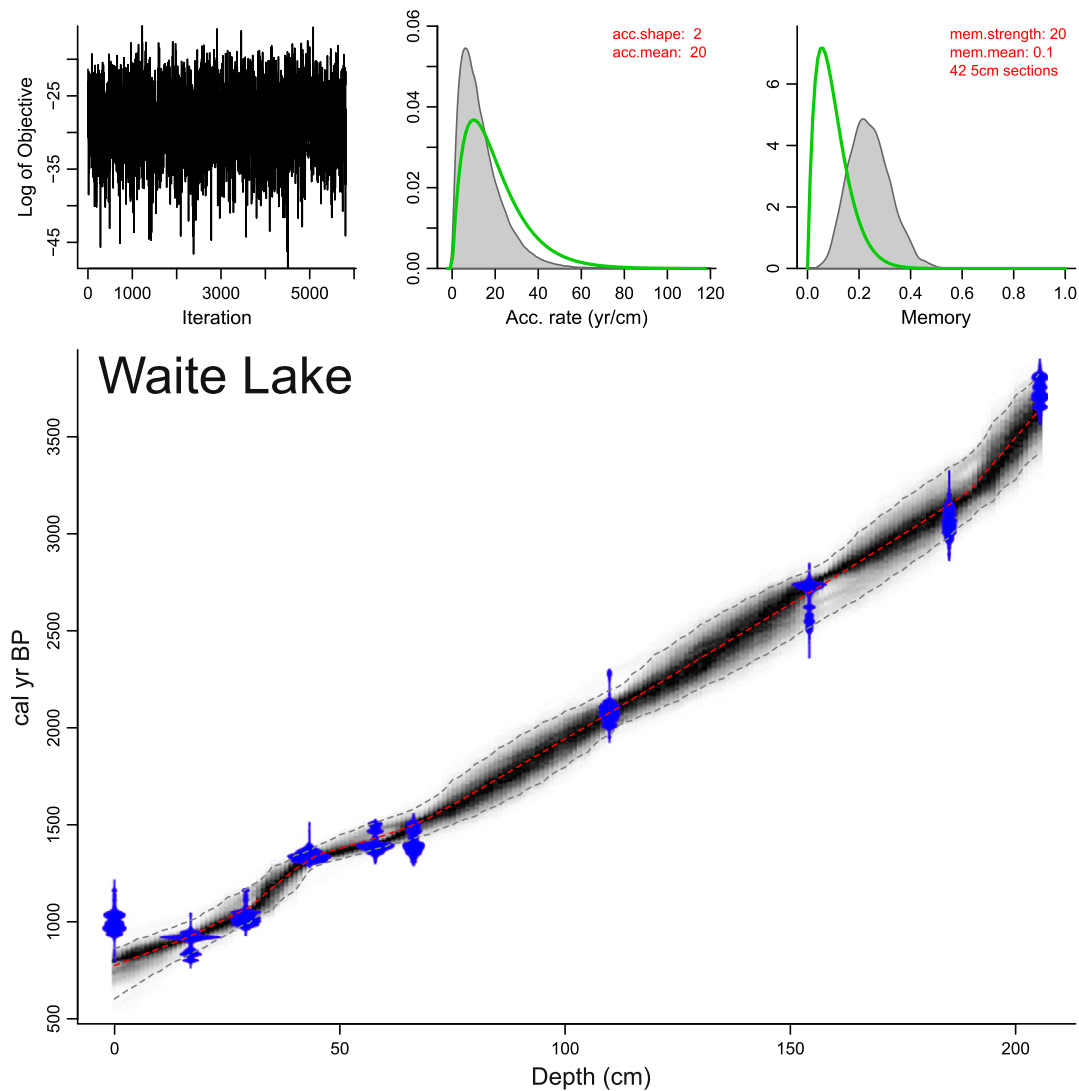 Log of Objective
-25
-35
-45
0 1000 3000 5000
Iteration
0.06
0.04
0.02
0.00
acc.shape: 2
acc.mean: 20
0 20 40 60 80 100 120
Acc. rate (yr/cm)
6
4
2
0
mem.strength: 20
mem.mean: 0.1
42 5cm sections
0.0 0.2 0.4 0.6 0.8 1.0
Memory
Waite Lake
cal yr BP
3500
3000
2500
2000
1500
1000
500
0 50 100 150 200
Depth (cm)